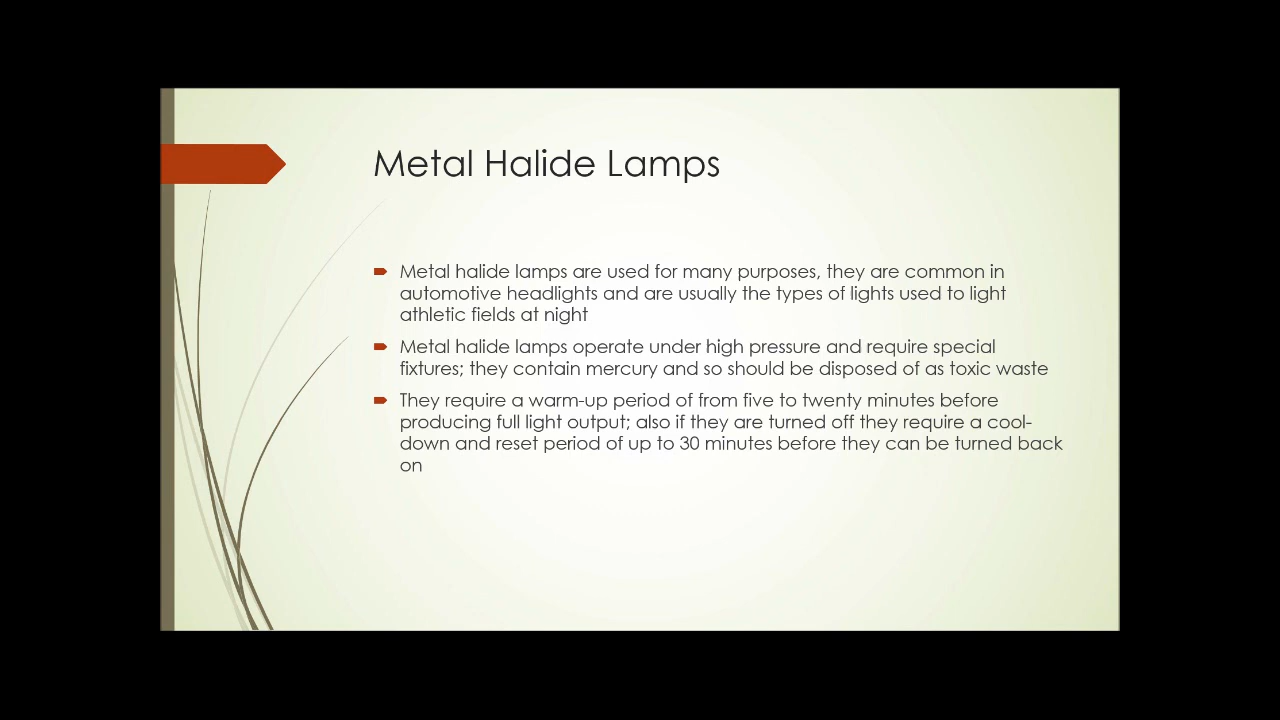 Metal Halide Lamps
Metal halide lamps are used for many purposes, they are common in
automotive headlights and are usually the types of lights used to light
athletic fields at night
Metal halide lamps operate under high pressure and require special
fixtures; they contain mercury and so should be disposed of as toxic waste
They require a warm-up period of from five to twenty minutes before
producing full light output; also if they are turned off they require a cool-
down and reset period of up to 30 minutes before they can be turned back
on